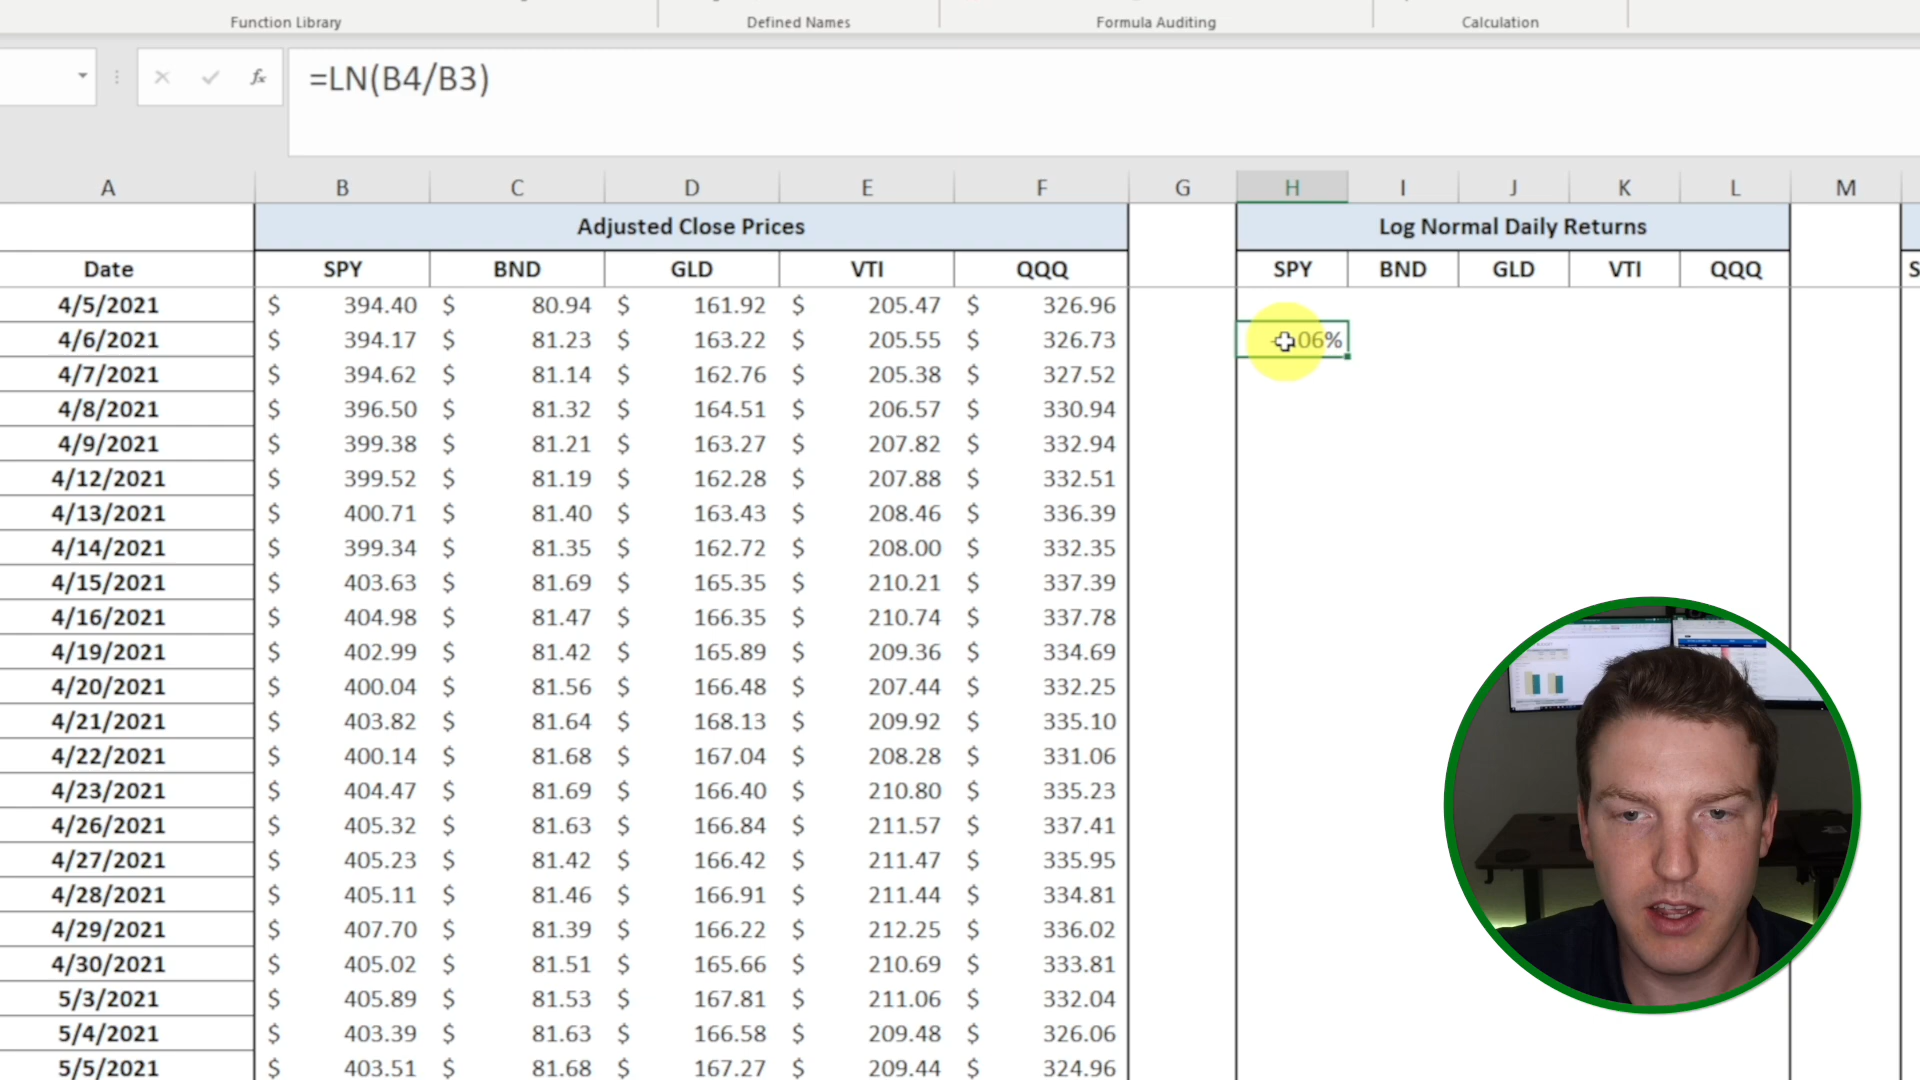 Function Library Defined Names Formula Auditing Calculation
fx =LN(B4/B3)
A B C D E F G H I J K L M
Adjusted Close Prices Log Normal Daily Returns
Date SPY BND GLD VTI QQQ SPY BND GLD VTI QQQ S
4/5/2021 $ 394.40 $ 80.94 $ 161.92 $ 205.47 $ 326.96
4/6/2021 $ 394.17 $ 81.23 $ 163.22 $ 205.55 $ 326.73 06%
4/7/2021 $ 394.62 $ 81.14 $ 162.76 $ 205.38 $ 327.52
4/8/2021 $ 396.50 $ 81.32 $ 164.51 $ 206.57 $ 330.94
4/9/2021 $ 399.38 $ 81.21 $ 163.27 $ 207.82 $ 332.94
4/12/2021 $ 399.52 $ 81.19 $ 162.28 $ 207.88 $ 332.51
4/13/2021 $ 400.71 $ 81.40 $ 163.43 $ 208.46 $ 336.39
4/14/2021 $ 399.34 $ 81.35 $ 162.72 $ 208.00 $ 332.35
4/15/2021 $ 403.63 $ 81.69 $ 165.35 $ 210.21 $ 337.39
4/16/2021 $ 404.98 $ 81.47 $ 166.35 $ 210.74 $ 337.78
4/19/2021 $ 402.99 $ 81.42 $ 165.89 $ 209.36 $ 334.69
4/20/2021 $ 400.04 $ 81.56 $ 166.48 $ 207.44 $ 332.25
4/21/2021 $ 403.82 $ 81.64 $ 168.13 $ 209.92 $ 335.10
4/22/2021 $ 400.14 $ 81.68 $ 167.04 $ 208.28 $ 331.06
4/23/2021 $ 404.47 $ 81.69 $ 166.40 $ 210.80 $ 335.23
4/26/2021 $ 405.32 $ 81.63 $ 166.84 $ 211.57 $ 337.41
4/27/2021 $ 405.23 $ 81.42 $ 166.42 $ 211.47 $ 335.95
4/28/2021 $ 405.11 $ 81.46 $ 166.91 $ 211.44 $ 334.81
4/29/2021 $ 407.70 $ 81.39 $ 166.22 $ 212.25 $ 336.02
4/30/2021 $ 405.02 $ 81.51 $ 165.66 $ 210.69 $ 333.81
5/3/2021 $ 405.89 $ 81.53 $ 167.81 $ 211.06 $ 332.04
5/4/2021 $ 403.39 $ 81.63 $ 166.58 $ 209.48 $ 326.06
5/5/2021 $ 403.51 $ 81.68 $ 167.27 $ 209.44 $ 324.96